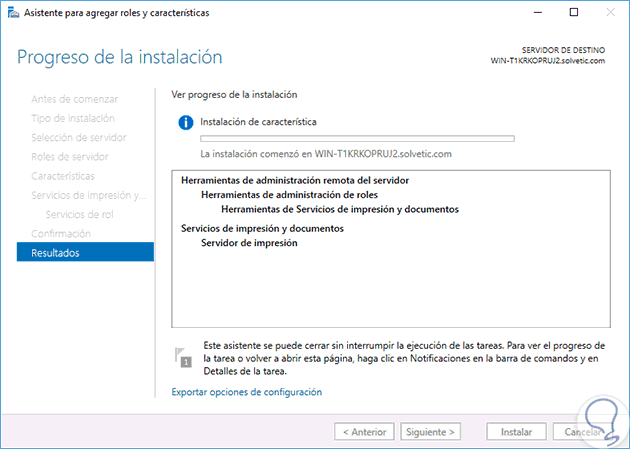 Asistente para agregar roles y características
Progreso de la instalación
SERVIDOR DE DESTINO
WIN-T1KRKOPRUJ2.solvetic.com
Antes de comenzar
Tipo de instalación
Selección de servidor
Roles de servidor
Características
Servicios de impresión y...
Servicios de rol
Confirmación
Resultados
Ver progreso de la instalación
Instalación de característica
La instalación comenzó en WIN-T1KRKOPRUJ2.solvetic.com
Herramientas de administración remota del servidor
Herramientas de administración de roles
Herramientas de Servicios de impresión y documentos
Servicios de impresión y documentos
Servidor de impresión
1
Este asistente se puede cerrar sin interrumpir la ejecución de las tareas. Para ver el progreso de
la tarea o volver a abrir esta página, haga clic en Notificaciones en la barra de comandos y en
Detalles de la tarea.
Exportar opciones de configuración
< Anterior
Siguiente >
Instalar
Cancelar